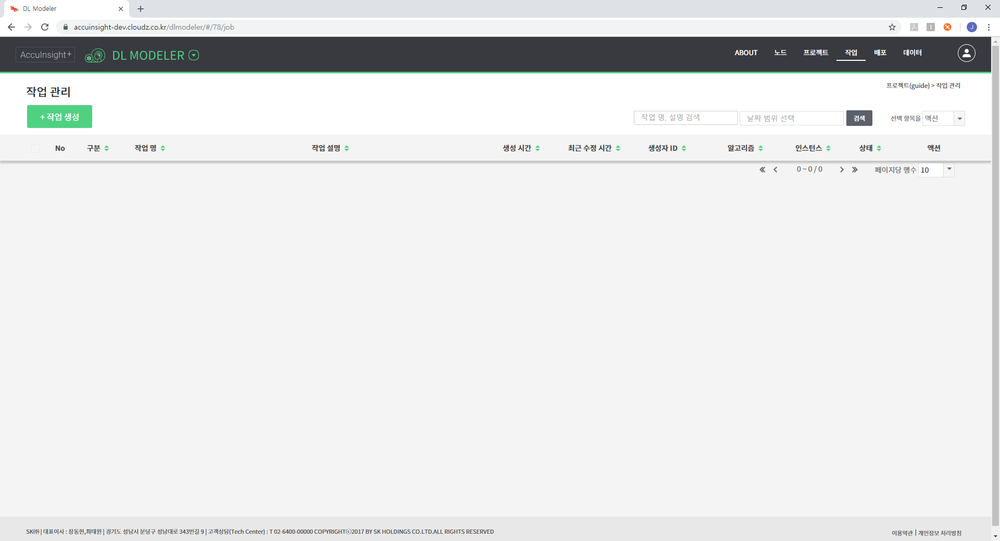 DL Modeler
accuinsight-dev.cloudz.co.kr/dlmodeler/#/78/job
J
AccuInsight+ DL MODELER ABOUT 노드 프로젝트 작업 배포 데이터
프로젝트(guide) > 작업 관리
작업 관리
+ 작업 생성 작업 명, 설명 검색 날짜 범위 선택 검색 선택 항목을 액션
No 구분 작업 명 작업 설명 생성 시간 최근 수정 시간 생성자 ID 알고리즘 인스턴스 상태 액션
0 ~ 0 / 0 페이지당 행수 10
SK㈜ | 대표이사 : 장동현,최태원 | 경기도 성남시 분당구 성남대로 343번길 9 | 고객상담(Tech Center) : T 02-6400-00000 COPYRIGHTⓒ2017 BY SK HOLDINGS CO.LTD.ALL RIGHTS RESERVED
이용약관 | 개인정보 처리방침